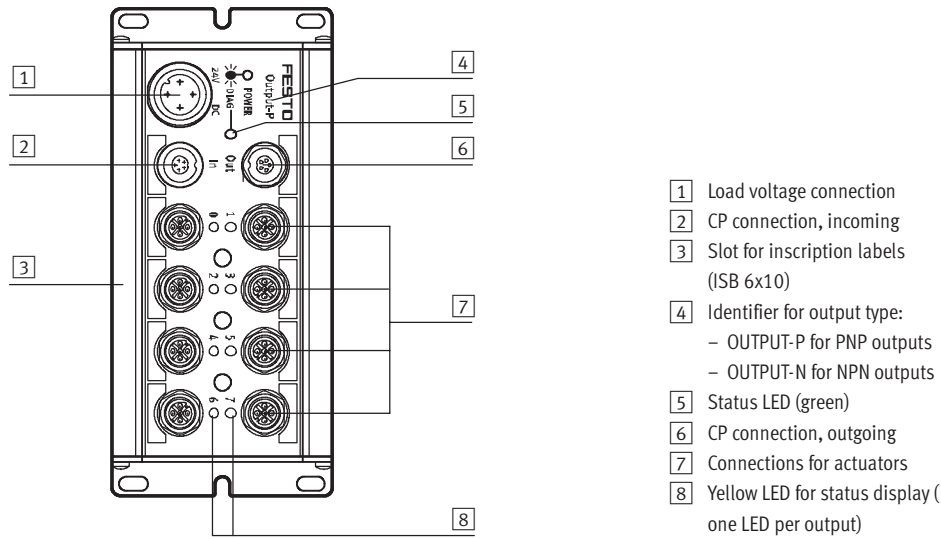 1
2
3
4
5
6
7
8
FESTO
Output-P
POWER
DIAG
24V
DC
In
Out
0 1
2 3
4 5
6 7
1 Load voltage connection
2 CP connection, incoming
3 Slot for inscription labels
(ISB 6x10)
4 Identifier for output type:
– OUTPUT-P for PNP outputs
– OUTPUT-N for NPN outputs
5 Status LED (green)
6 CP connection, outgoing
7 Connections for actuators
8 Yellow LED for status display (
one LED per output)